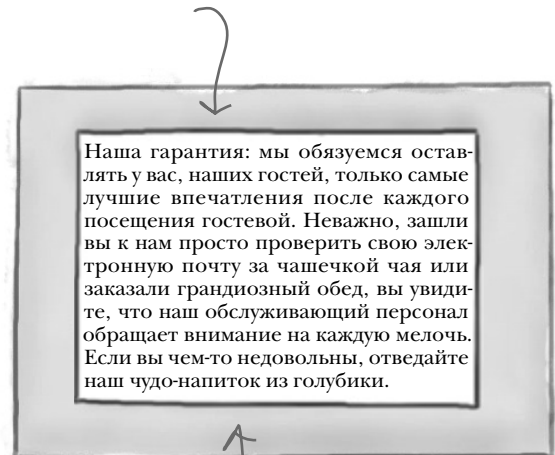 Наша гарантия: мы обязуемся остав-
лять у вас, наших гостей, только самые
лучшие впечатления после каждого
посещения гостевой. Неважно, зашли
вы к нам просто проверить свою элек-
тронную почту за чашечкой чая или
заказали грандиозный обед, вы увиди-
те, что наш обслуживающий персонал
обращает внимание на каждую мелочь.
Если вы чем-то недовольны, отведайте
наш чудо-напиток из голубики.